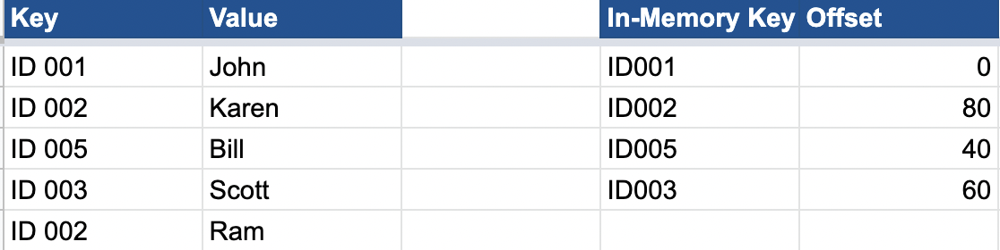 Key Value In-Memory Key Offset
ID 001 John ID001 0
ID 002 Karen ID002 80
ID 005 Bill ID005 40
ID 003 Scott ID003 60
ID 002 Ram